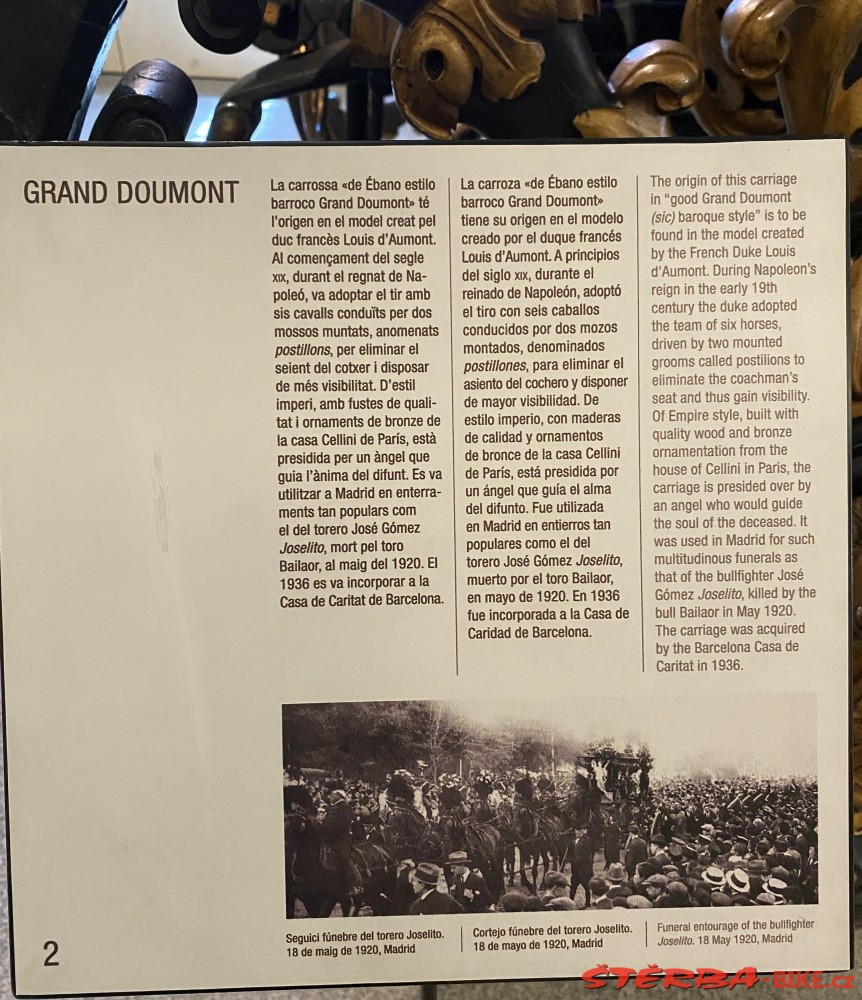 GRAND DOUMONT
La carrossa «de Ébano estilo
barroco Grand Doumont» té
l'origen en el model creat pel
duc francès Louis d'Aumont.
Al començament del segle
XIX, durant el regnat de Na-
poleó, va adoptar el tir amb
sis cavalls conduïts per dos
mossos muntats, anomenats
postillons, per eliminar el
seient del cotxer i disposar
de més visibilitat. D'estil
imperi, amb fustes de quali-
tat i ornaments de bronze de
la casa Cellini de París, està
presidida per un àngel que
guia l'ànima del difunt. Es va
utilitzar a Madrid en enterra-
ments tan populars com
el del torero José Gómez
Joselito, mort pel toro
Bailaor, al maig del 1920. El
1936 es va incorporar a la
Casa de Caritat de Barcelona.
La carroza «de Ébano estilo
barroco Grand Doumont»
tiene su origen en el modelo
creado por el duque francés
Louis d'Aumont. A principios
del siglo XIX, durante el
reinado de Napoleón, adoptó
el tiro con seis caballos
conducidos por dos mozos
montados, denominados
postillones, para eliminar el
asiento del cochero y disponer
de mayor visibilidad. De
estilo imperio, con maderas
de calidad y ornamentos
de bronce de la casa Cellini
de París, está presidida por
un ángel que guía el alma
del difunto. Fue utilizada
en Madrid en entierros tan
populares como el del
torero José Gómez Joselito,
muerto por el toro Bailaor,
en mayo de 1920. En 1936
fue incorporada a la Casa de
Caridad de Barcelona.
The origin of this carriage
in “good Grand Doumont
(sic) baroque style” is to be
found in the model created
by the French Duke Louis
d'Aumont. During Napoleon's
reign in the early 19th
century the duke adopted
the team of six horses,
driven by two mounted
grooms called postilions to
eliminate the coachman's
seat and thus gain visibility.
Of Empire style, built with
quality wood and bronze
ornamentation from the
house of Cellini in Paris, the
carriage is presided over by
an angel who would guide
the soul of the deceased. It
was used in Madrid for such
multitudinous funerals as
that of the bullfighter José
Gómez Joselito, killed by the
bull Bailaor in May 1920.
The carriage was acquired
by the Barcelona Casa de
Caritat in 1936.
Seguici fúnebre del torero Joselito.
18 de maig de 1920, Madrid
Cortejo fúnebre del torero Joselito.
18 de mayo de 1920, Madrid
Funeral entourage of the bullfighter
Joselito. 18 May 1920, Madrid
2
ŠTĚRBA-BIKE.cz